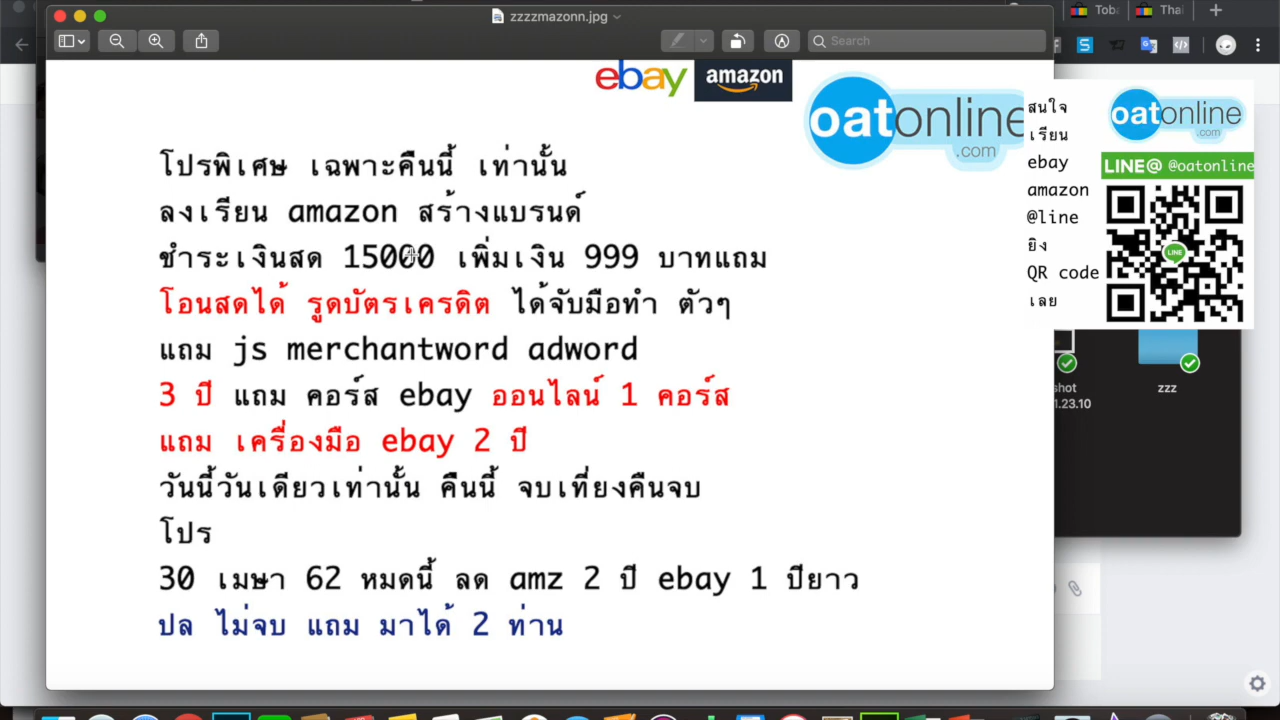 zzzzmazonn.jpg
Toba
Thai
Search
ebay amazon
oatonline
.com
โปรพิเศษ เฉพาะคืนนี้ เท่านั้น
ลงเรียน amazon สร้างแบรนด์
ชำระเงินสด 15000 เพิ่มเงิน 999 บาทแถม
โอนสดได้ รูดบัตรเครดิต ได้จับมือทำ ตัวๆ
แถม js merchantword adword
3 ปี แถม คอร์ส ebay ออนไลน์ 1 คอร์ส
แถม เครื่องมือ ebay 2 ปี
วันนี้วันเดียวเท่านั้น คืนนี้ จบเที่ยงคืนจบ
โปร
30 เมษา 62 หมดนี้ ลด amz 2 ปี ebay 1 ปียาว
ปล ไม่จบ แถม มาได้ 2 ท่าน
สนใจ
เรียน
ebay
amazon
@line
ยิง
QR code
เลย
oatonline
.com
LINE@ @oatonline
LINE
shot
1.23.10
zzz